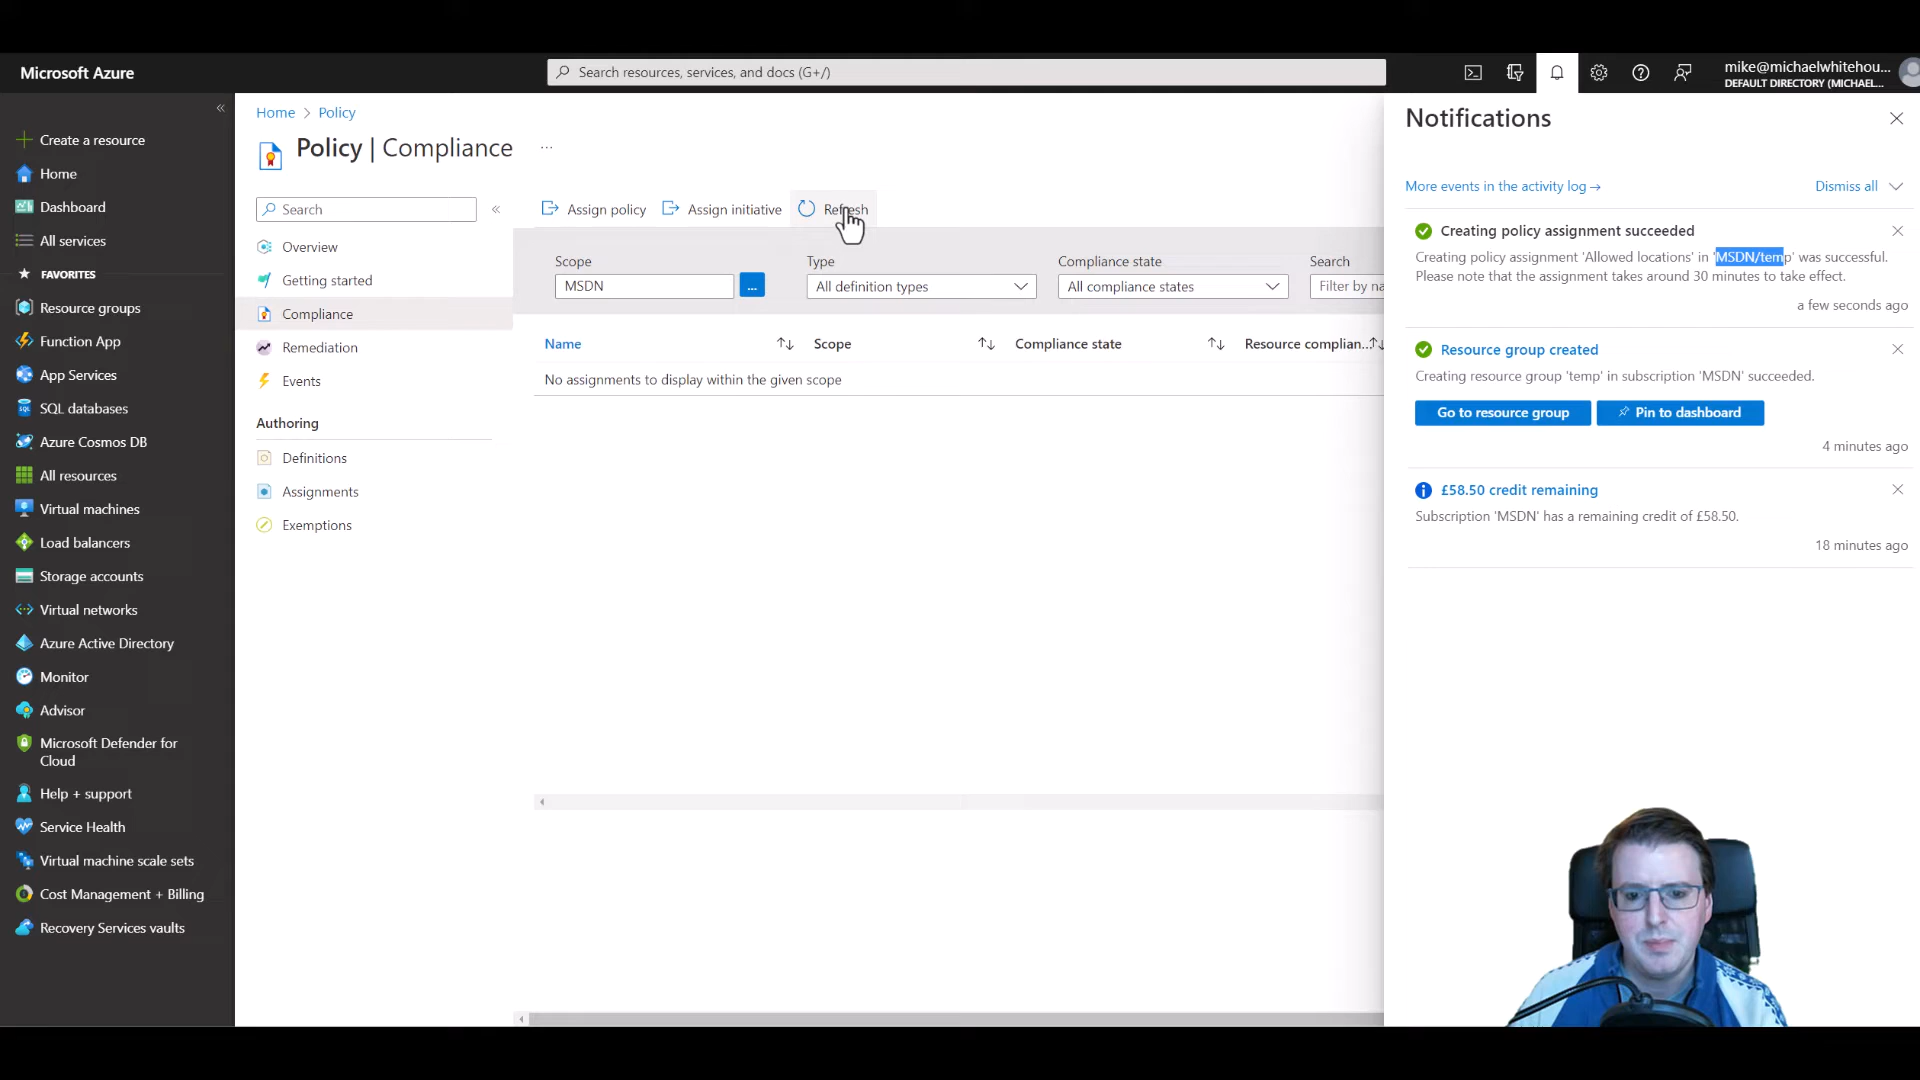 Microsoft Azure
Search resources, services, and docs (G+/)
mike@michaelwhitehou...
DEFAULT DIRECTORY (MICHAEL...
Create a resource
Home
Dashboard
All services
FAVORITES
Resource groups
Function App
App Services
SQL databases
Azure Cosmos DB
All resources
Virtual machines
Load balancers
Storage accounts
Virtual networks
Azure Active Directory
Monitor
Advisor
Microsoft Defender for
Cloud
Help + support
Service Health
Virtual machine scale sets
Cost Management + Billing
Recovery Services vaults
Home > Policy
Policy | Compliance ...
Search
Overview
Getting started
Compliance
Remediation
Events
Authoring
Definitions
Assignments
Exemptions
Assign policy Assign initiative Refresh
Scope Type Compliance state Search
MSDN ... All definition types All compliance states Filter by na
Name Scope Compliance state Resource complian...
No assignments to display within the given scope
Notifications
More events in the activity log → Dismiss all
Creating policy assignment succeeded
Creating policy assignment 'Allowed locations' in 'MSDN/temp' was successful.
Please note that the assignment takes around 30 minutes to take effect.
a few seconds ago
Resource group created
Creating resource group 'temp' in subscription 'MSDN' succeeded.
Go to resource group Pin to dashboard
4 minutes ago
£58.50 credit remaining
Subscription 'MSDN' has a remaining credit of £58.50.
18 minutes ago